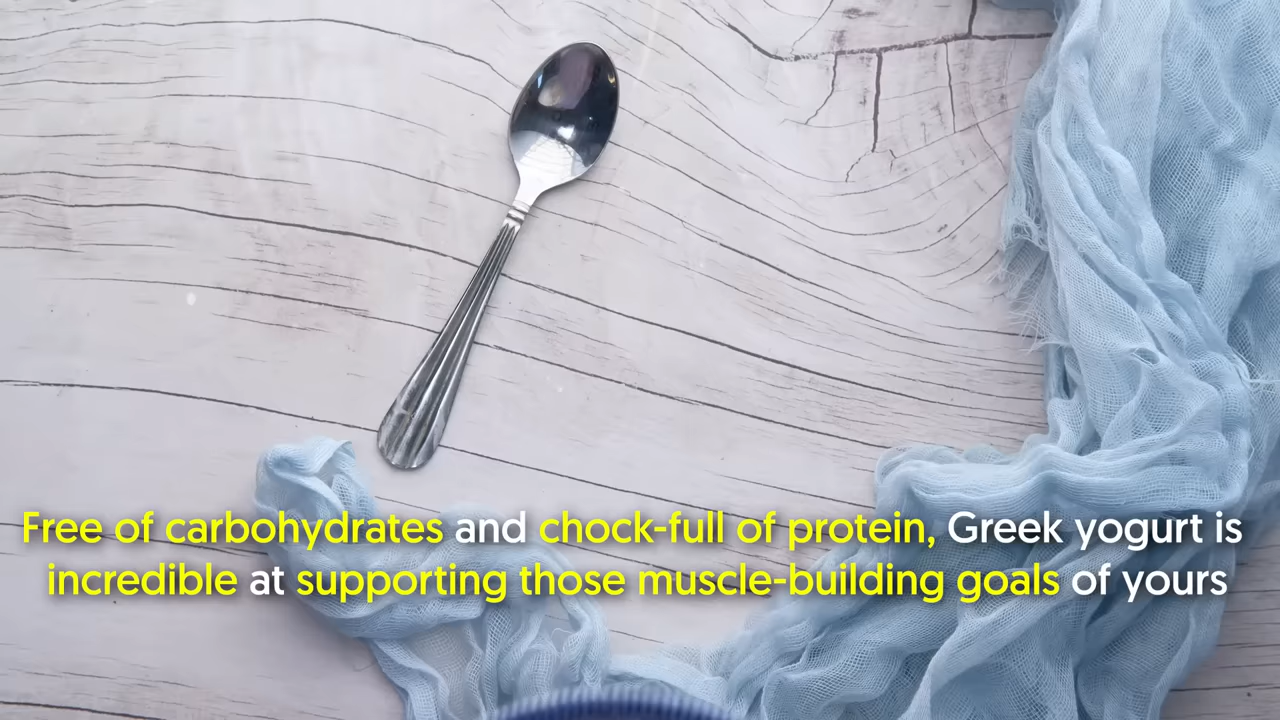 Free of carbohydrates and chock-full of protein, Greek yogurt is
incredible at supporting those muscle-building goals of yours